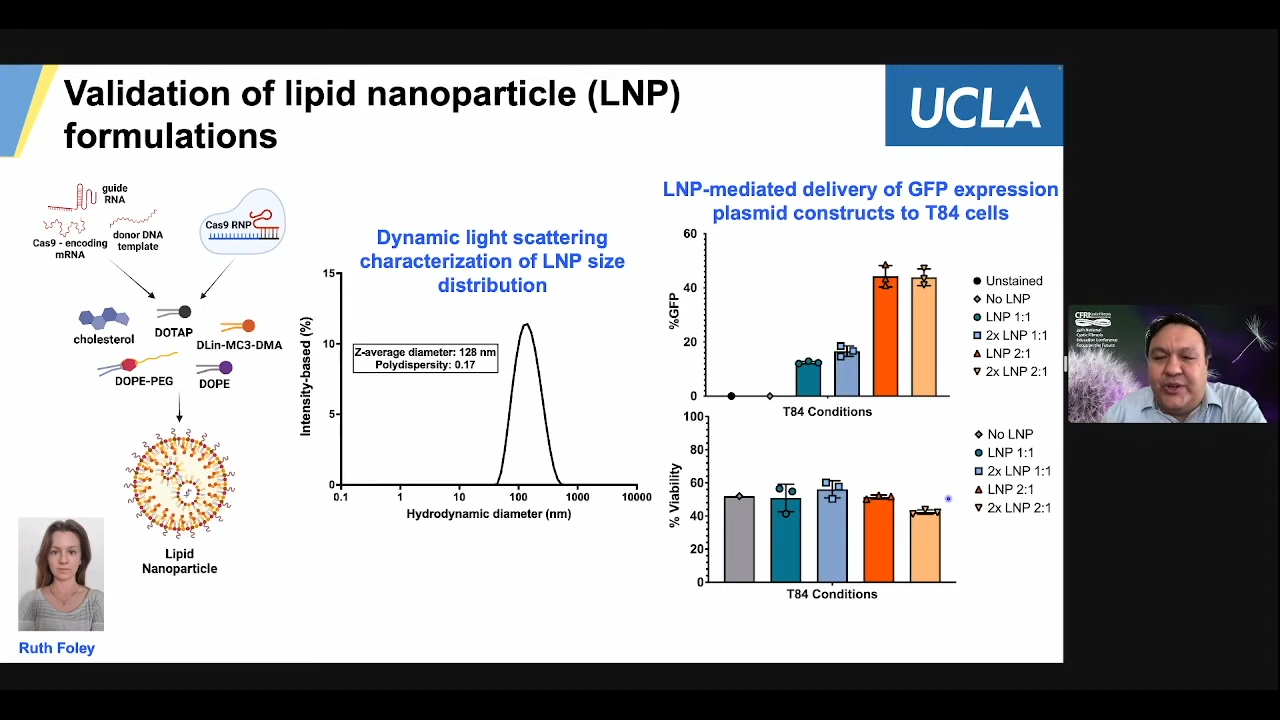 Validation of lipid nanoparticle (LNP)
formulations
UCLA
guide
RNA
Cas9 - encoding
mRNA
donor DNA
template
Cas9 RNP
cholesterol
DOTAP
DLin-MC3-DMA
DOPE-PEG
DOPE
Lipid
Nanoparticle
Ruth Foley
Dynamic light scattering
characterization of LNP size
distribution
Intensity-based (%)
15
10
5
0
Z-average diameter: 128 nm
Polydispersity: 0.17
0.1 1 10 100 1000 10000
Hydrodynamic diameter (nm)
LNP-mediated delivery of GFP expression
plasmid constructs to T84 cells
%GFP
60
40
20
0
T84 Conditions
Unstained
No LNP
LNP 1:1
2x LNP 1:1
LNP 2:1
2x LNP 2:1
% Viability
100
80
60
40
20
0
T84 Conditions
No LNP
LNP 1:1
2x LNP 1:1
LNP 2:1
2x LNP 2:1
CFRI